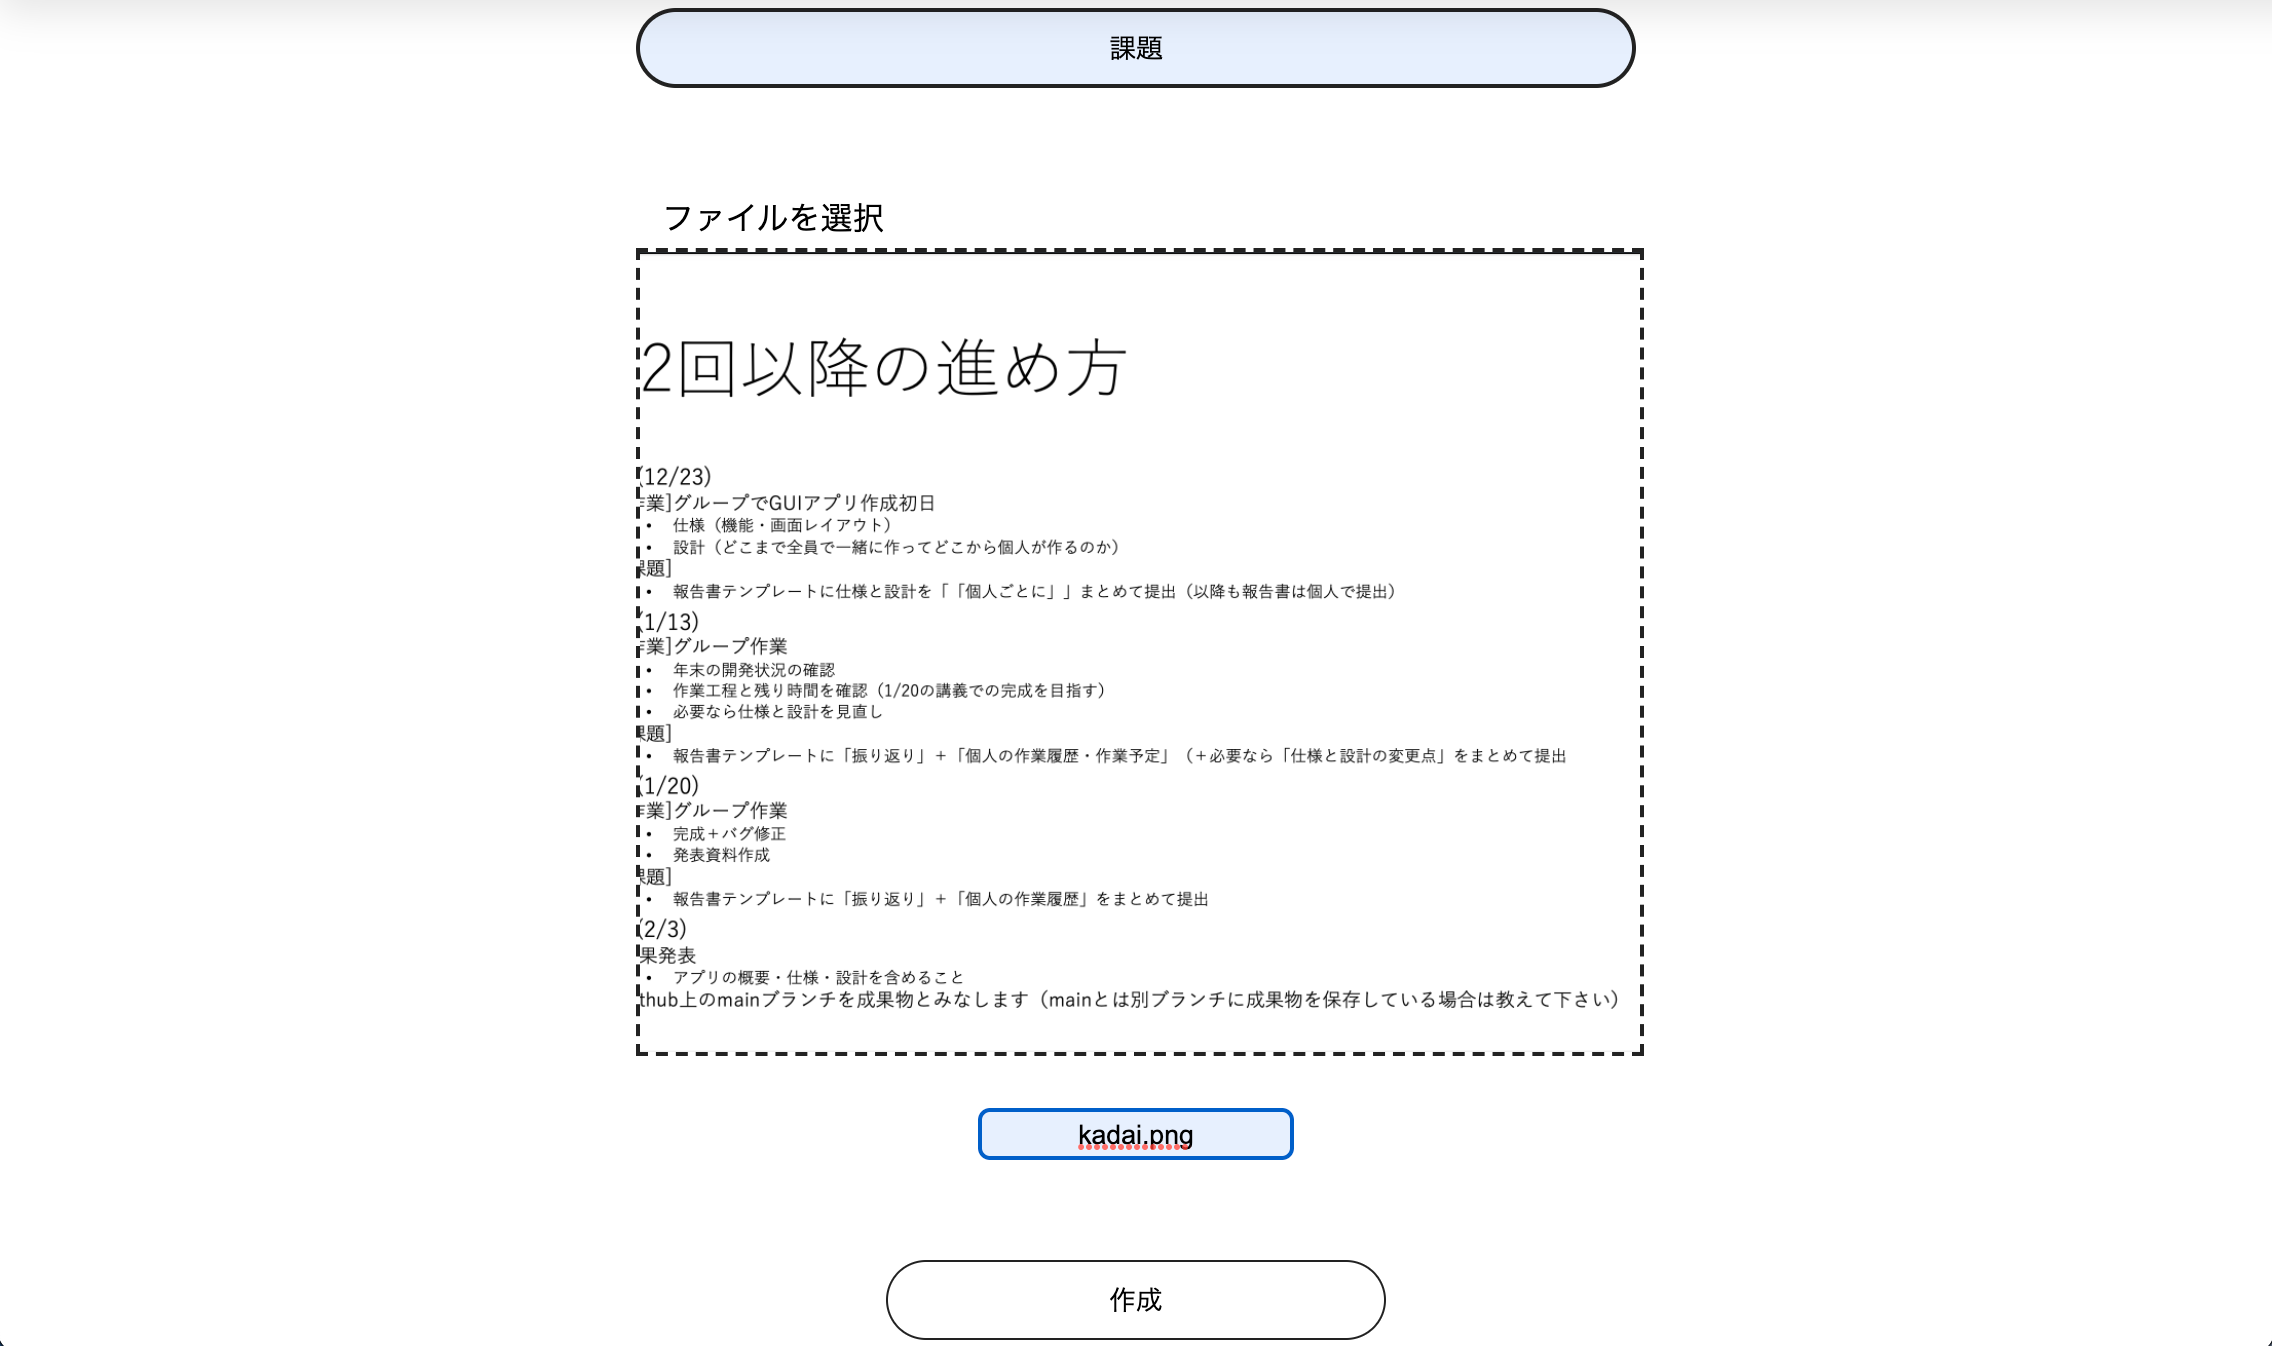 課題
ファイルを選択
2回以降の進め方
(12/23)
業]グループでGUIアプリ作成初日
• 仕様（機能・画面レイアウト）
• 設計（どこまで全員で一緒に作ってどこから個人が作るのか）
題]
• 報告書テンプレートに仕様と設計を「「個人ごとに」」まとめて提出（以降も報告書は個人で提出）
(1/13)
業]グループ作業
• 年末の開発状況の確認
• 作業工程と残り時間を確認（1/20の講義での完成を目指す）
• 必要なら仕様と設計を見直し
題]
• 報告書テンプレートに「振り返り」＋「個人の作業履歴・作業予定」（＋必要なら「仕様と設計の変更点」をまとめて提出
(1/20)
業]グループ作業
• 完成＋バグ修正
• 発表資料作成
題]
• 報告書テンプレートに「振り返り」＋「個人の作業履歴」をまとめて提出
(2/3)
果発表
• アプリの概要・仕様・設計を含めること
thub上のmainブランチを成果物とみなします（mainとは別ブランチに成果物を保存している場合は教えて下さい）
kadai.png
作成